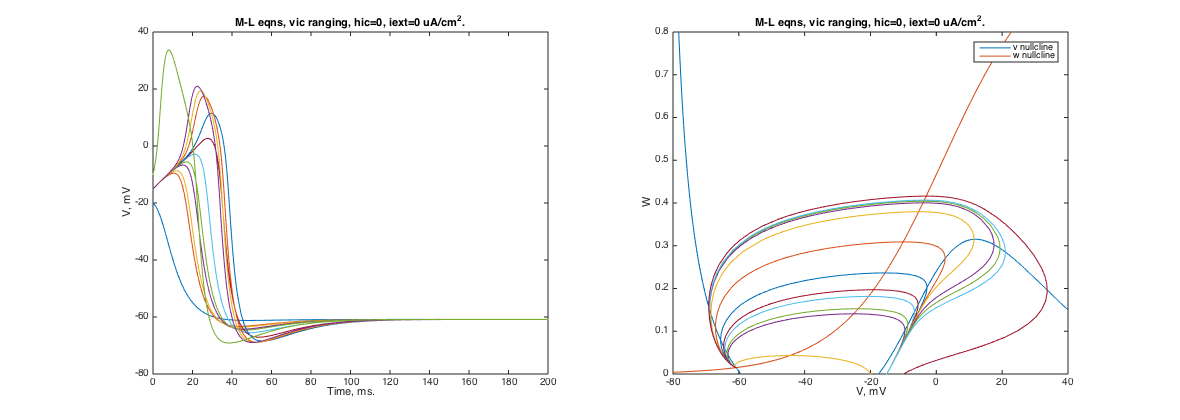 M-L eqns, vic ranging, hic=0, iext=0 uA/cm².
40
20
0
-20
-40
-60
-80
V, mV
0 20 40 60 80 100 120 140 160 180 200
Time, ms.
M-L eqns, vic ranging, hic=0, iext=0 uA/cm².
v nullcline
w nullcline
0.8
0.7
0.6
0.5
0.4
0.3
0.2
0.1
0
W
-80 -60 -40 -20 0 20 40
V, mV